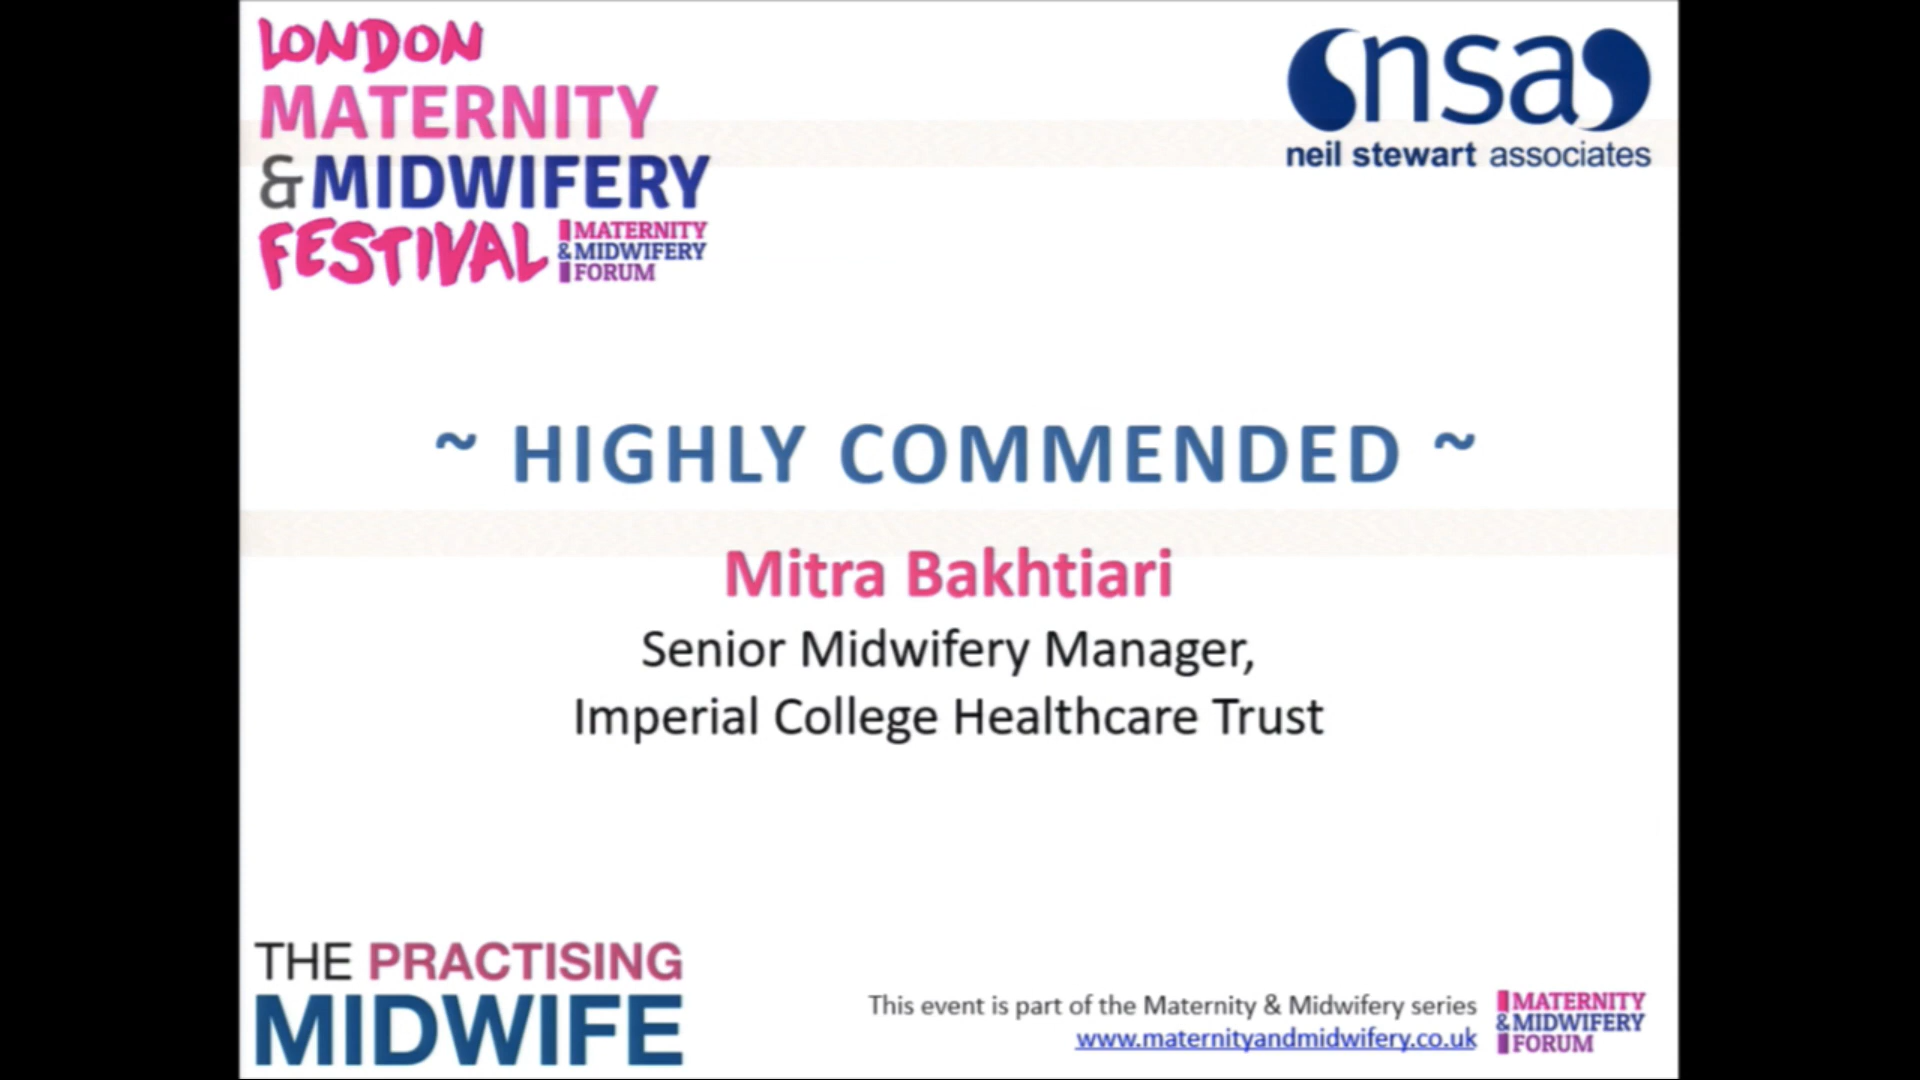 LONDON
MATERNITY
&MIDWIFERY
FESTIVAL
MATERNITY
&MIDWIFERY
FORUM
nsa
neil stewart associates
~ HIGHLY COMMENDED ~
Mitra Bakhtiari
Senior Midwifery Manager,
Imperial College Healthcare Trust
THE PRACTISING
MIDWIFE
This event is part of the Maternity & Midwifery series
www.maternityandmidwifery.co.uk
MATERNITY
&MIDWIFERY
FORUM